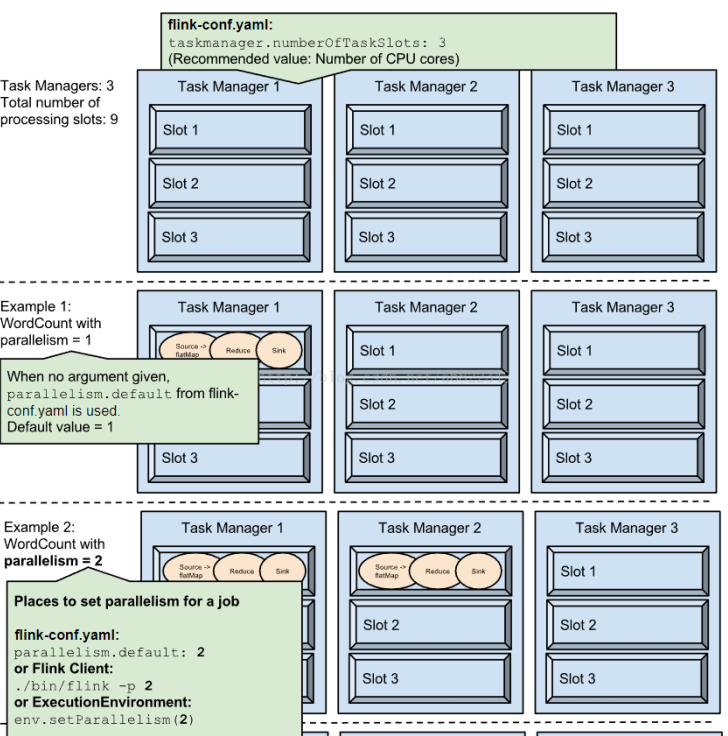 flink-conf.yaml:
taskmanager.numberOfTaskSlots: 3
(Recommended value: Number of CPU cores)
Task Managers: 3
Total number of
processing slots: 9
Task Manager 1
Slot 1
Slot 2
Slot 3
Task Manager 2
Slot 1
Slot 2
Slot 3
Task Manager 3
Slot 1
Slot 2
Slot 3
Example 1:
WordCount with
parallelism = 1
When no argument given,
parallelism.default from flink-
conf.yaml is used.
Default value = 1
Task Manager 1
Source ->
flatMap
Reduce
Sink
Slot 3
Task Manager 2
Slot 1
Slot 2
Slot 3
Task Manager 3
Slot 1
Slot 2
Slot 3
Example 2:
WordCount with
parallelism = 2
Places to set parallelism for a job
flink-conf.yaml:
parallelism.default: 2
or Flink Client:
./bin/flink -p 2
or ExecutionEnvironment:
env.setParallelism(2)
Task Manager 1
Source ->
flatMap
Reduce
Sink
Task Manager 2
Source ->
flatMap
Reduce
Sink
Slot 2
Slot 3
Task Manager 3
Slot 1
Slot 2
Slot 3